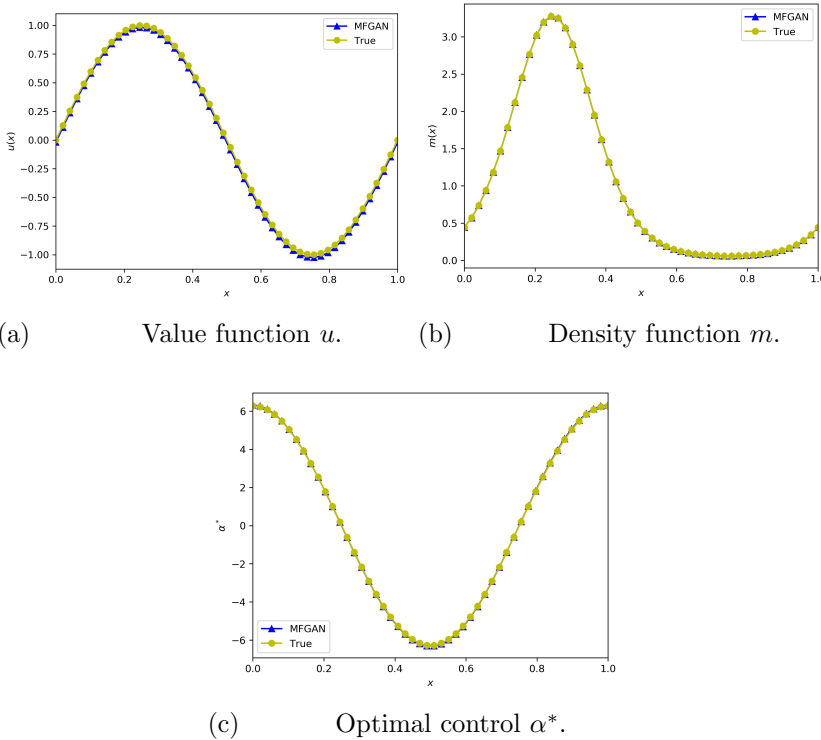 1.00
0.75
0.50
0.25
0.00
−0.25
−0.50
−0.75
−1.00
u(x)
MFGAN
True
0.0 0.2 0.4 0.6 0.8 1.0
x
3.0
2.5
2.0
1.5
1.0
0.5
0.0
m(x)
MFGAN
True
0.0 0.2 0.4 0.6 0.8 1.0
x
(a) Value function u.
(b) Density function m.
6
4
2
0
−2
−4
−6
α*
MFGAN
True
0.0 0.2 0.4 0.6 0.8 1.0
x
(c) Optimal control α*.